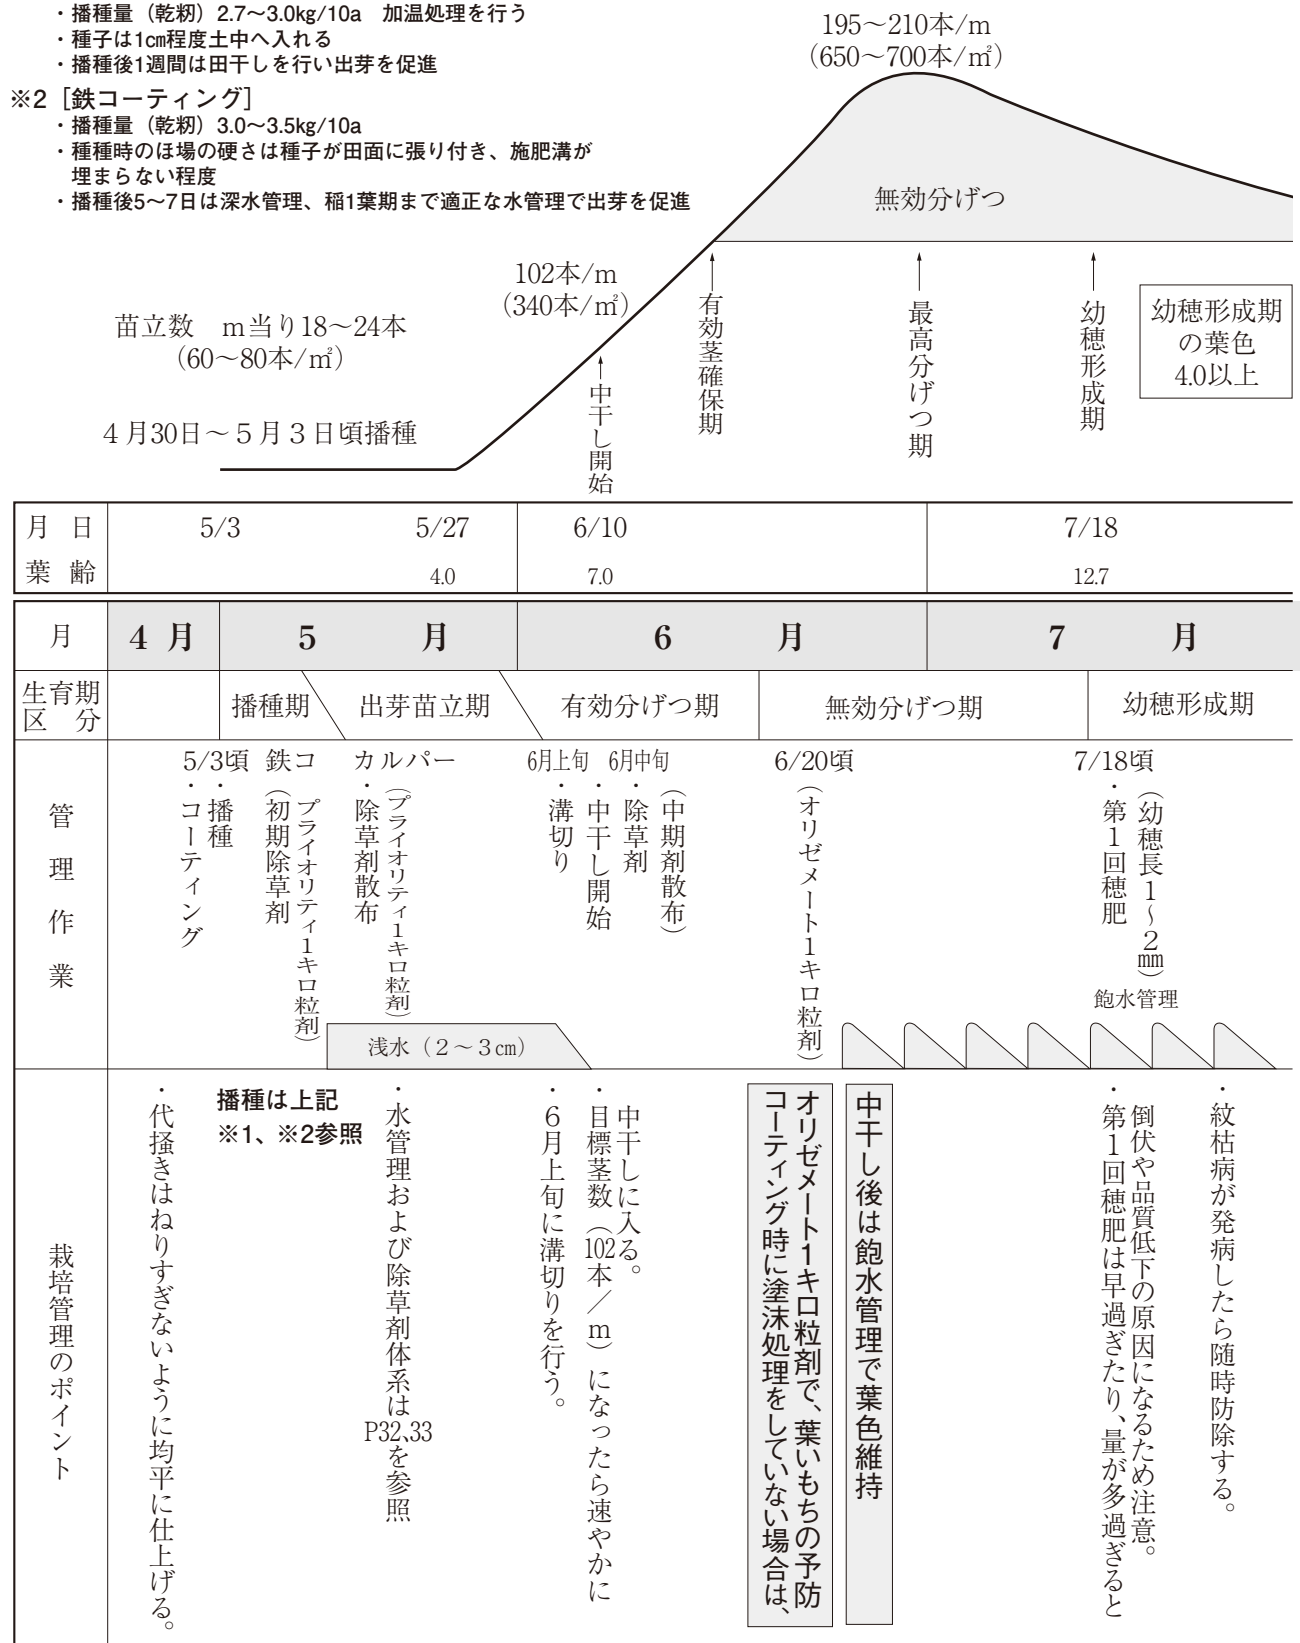 ・播種量（乾籾）2.7〜3.0kg/10a　加温処理を行う
・種子は1㎝程度土中へ入れる
・播種後1週間は田干しを行い出芽を促進
※2［鉄コーティング］
・播種量（乾籾）3.0〜3.5kg/10a
・種種時のほ場の硬さは種子が田面に張り付き、施肥溝が
埋まらない程度
・播種後5〜7日は深水管理、稲1葉期まで適正な水管理で出芽を促進
195〜210本/m
（650〜700本/㎡）
無効分げつ
102本/m
（340本/㎡）
苗立数　m当り18〜24本
（60〜80本/㎡）
４月30日〜５月３日頃播種
中干し開始
有効茎確保期
最高分げつ期
幼穂形成期
幼穂形成期
の葉色
4.0以上
月　日　5/3　5/27　6/10　7/18
葉　齢　4.0　7.0　12.7
月　4 月　5　月　6　月　7　月
生育期
区　分
播種期　出芽苗立期　有効分げつ期　無効分げつ期　幼穂形成期
管理作業
5/3頃
・コーティング
・播種
鉄コ
（初期除草剤
プライオリティ1キロ粒剤）
カルパー
・除草剤散布
（プライオリティ1キロ粒剤）
6月上旬
・溝切り
・中干し開始
6月中旬
・除草剤
（中期剤散布）
6/20頃
（オリゼメート1キロ粒剤）
7/18頃
・第1回穂肥
（幼穂長1〜2㎜）
飽水管理
浅水（２〜３㎝）
栽培管理のポイント
・代掻きはねりすぎないように均平に仕上げる。
播種は上記
※1、※2参照
・水管理および除草剤体系は
P32、33を参照
・６月上旬に溝切りを行う。
・目標茎数（102本／m）になったら速やかに
中干しに入る。
コーティング時に塗沫処理をしていない場合は、
オリゼメート1キロ粒剤で、葉いもちの予防
中干し後は飽水管理で葉色維持
・第1回穂肥は早過ぎたり、量が多過ぎると
倒伏や品質低下の原因になるため注意。
・紋枯病が発病したら随時防除する。